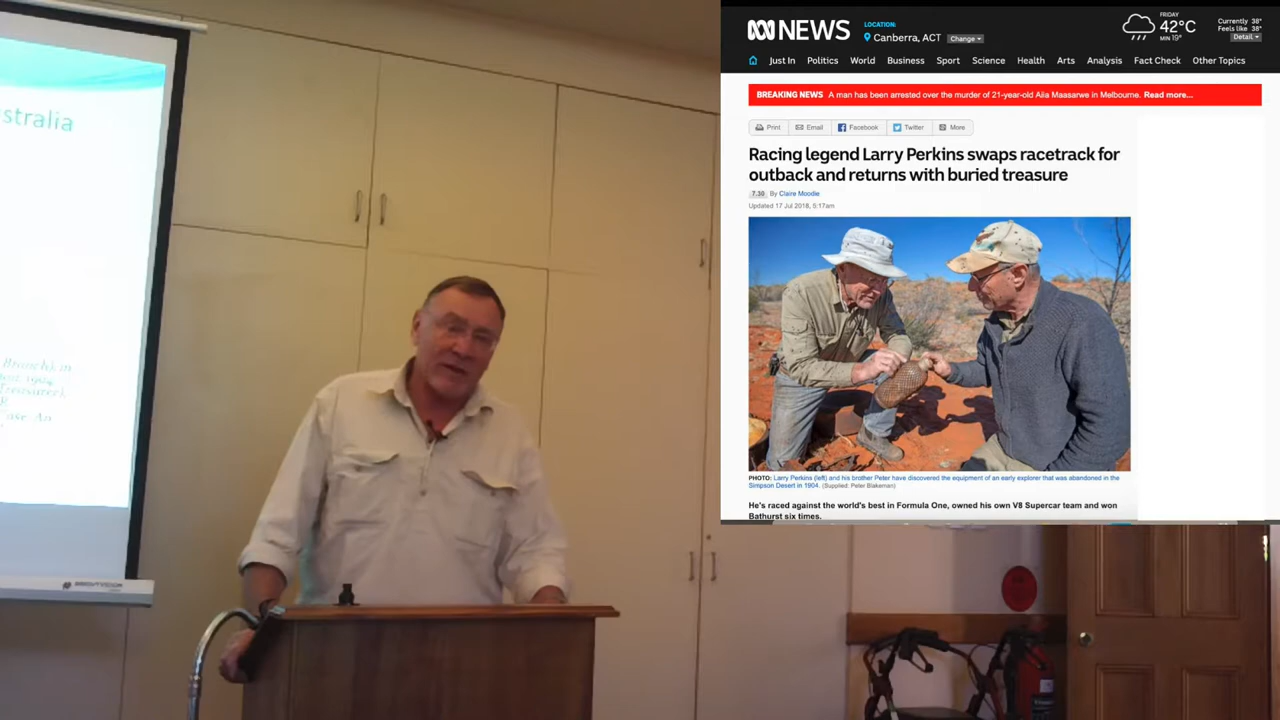 ustralia
in
1904
An
NEWS
LOCATION:
Canberra, ACT
Change
FRIDAY
42°C
MIN 19°
Currently 38°
Feels like 38°
Detail
Just In Politics World Business Sport Science Health Arts Analysis Fact Check Other Topics
BREAKING NEWS A man has been arrested over the murder of 21-year-old Aiia Maasarwe in Melbourne. Read more...
Print Email Facebook Twitter More
Racing legend Larry Perkins swaps racetrack for
outback and returns with buried treasure
7.30 By Claire Moodie
Updated 17 Jul 2018, 5:17am
PHOTO: Larry Perkins (left) and his brother Peter have discovered the equipment of an early explorer that was abandoned in the
Simpson Desert in 1904. (Supplied: Peter Blakeman)
He's raced against the world's best in Formula One, owned his own V8 Supercar team and won
Bathurst six times.